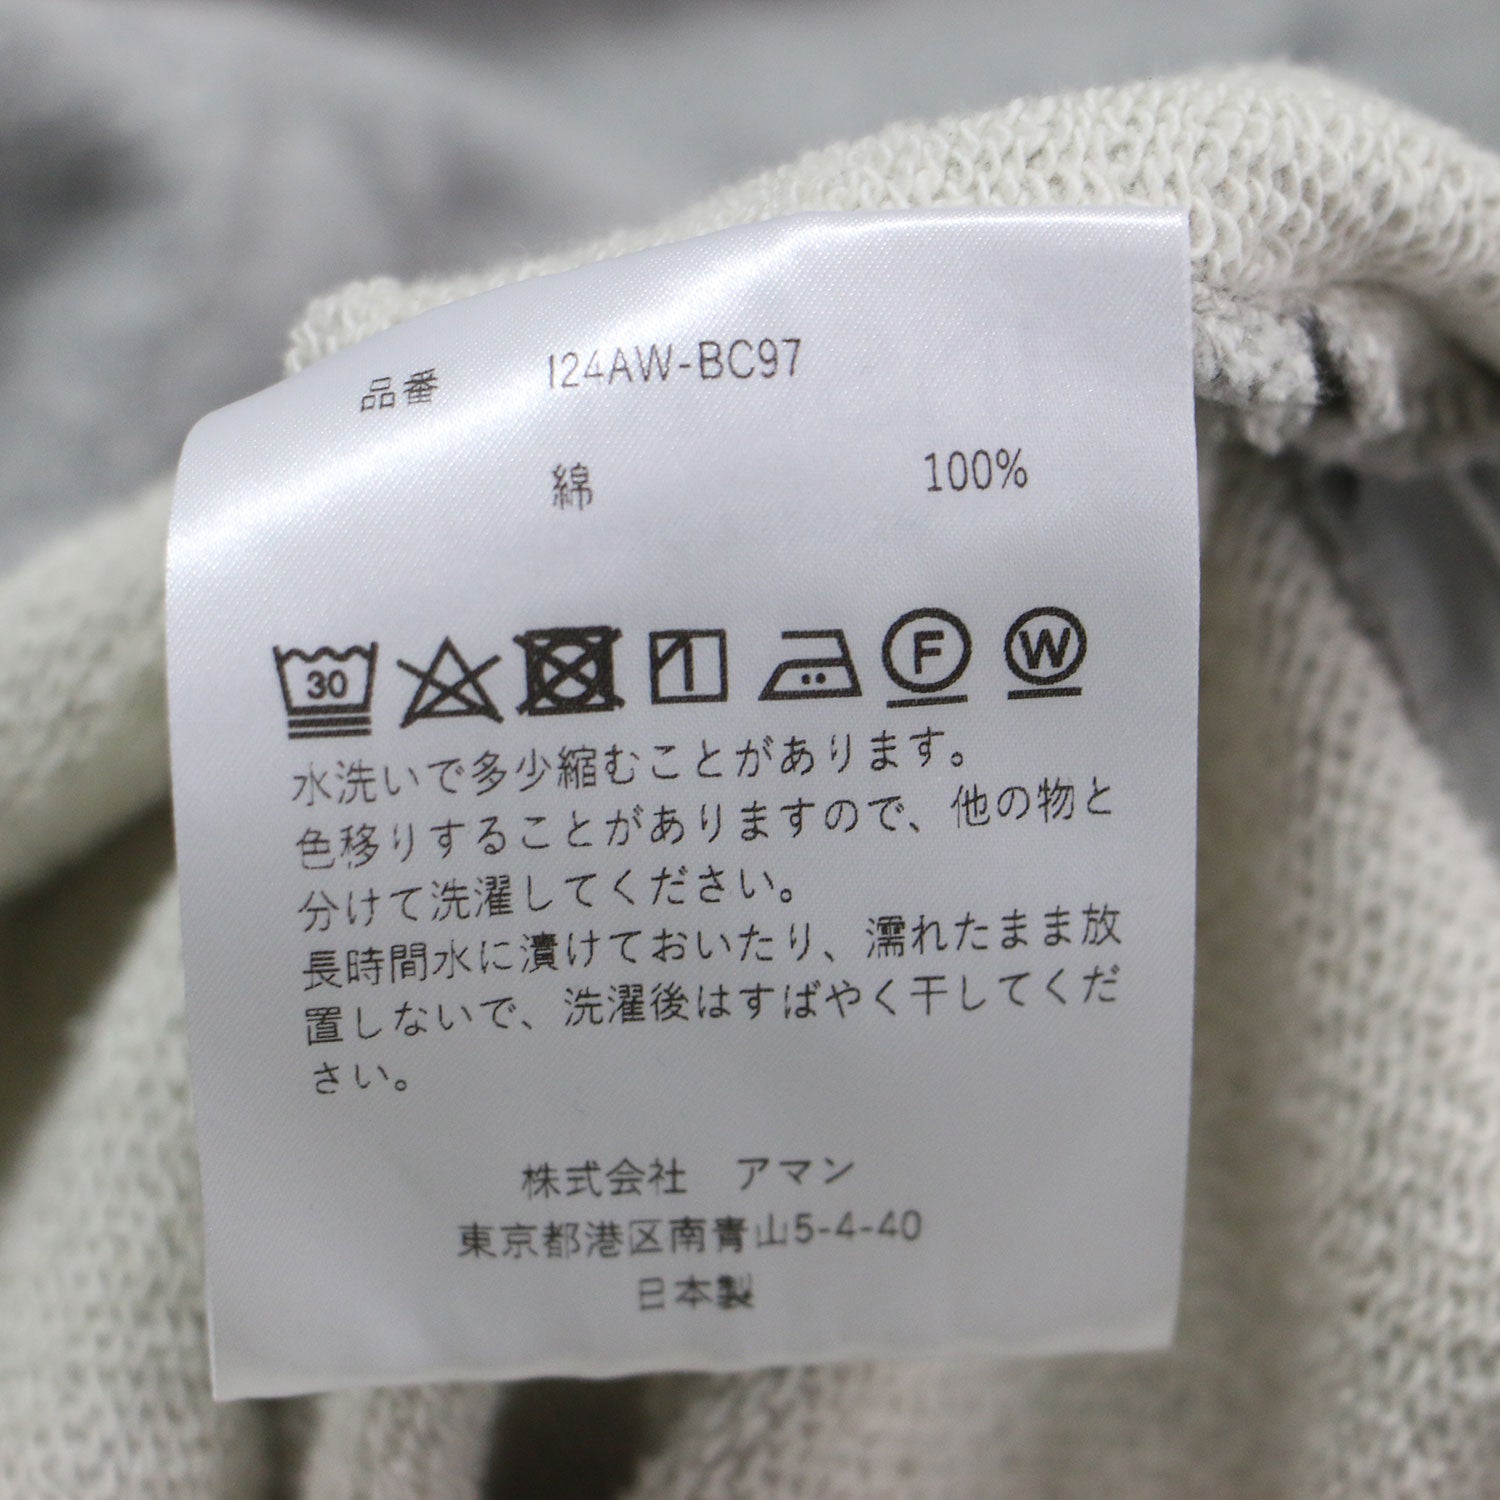 品番 124AW-BC97
綿 100%
30 F W
水洗いで多少縮むことがあります。
色移りすることがありますので、他の物と
分けて洗濯してください。
長時間水に漬けておいたり、濡れたまま放
置しないで、洗濯後はすばやく干してくだ
さい。
株式会社 アマン
東京都港区南青山5-4-40
日本製